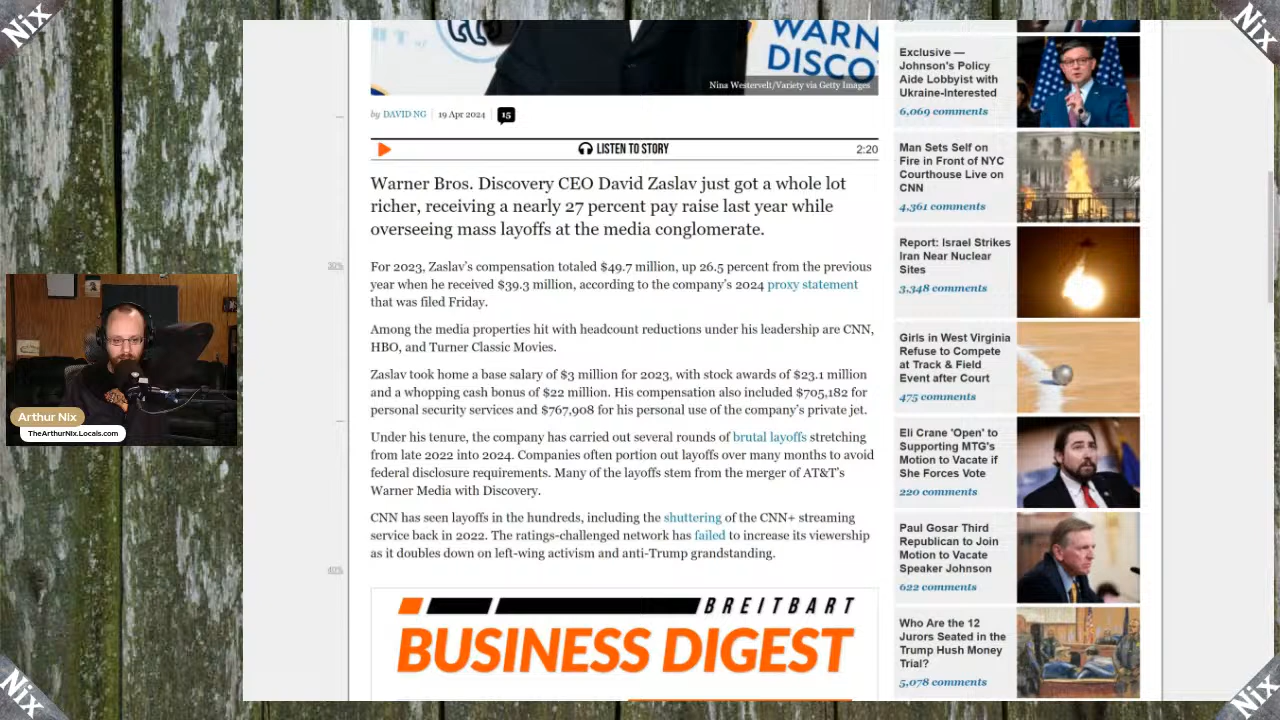 Nix
Nix
WARN
DISCO
Nina Westervelt/Variety via Getty Images
by DAVID NG 19 Apr 2024 15
LISTEN TO STORY 2:20
Warner Bros. Discovery CEO David Zaslav just got a whole lot
richer, receiving a nearly 27 percent pay raise last year while
overseeing mass layoffs at the media conglomerate.
For 2023, Zaslav's compensation totaled $49.7 million, up 26.5 percent from the previous
year when he received $39.3 million, according to the company's 2024 proxy statement
that was filed Friday.
Among the media properties hit with headcount reductions under his leadership are CNN,
HBO, and Turner Classic Movies.
Zaslav took home a base salary of $3 million for 2023, with stock awards of $23.1 million
and a whopping cash bonus of $22 million. His compensation also included $705,182 for
personal security services and $767,908 for his personal use of the company's private jet.
Under his tenure, the company has carried out several rounds of brutal layoffs stretching
from late 2022 into 2024. Companies often portion out layoffs over many months to avoid
federal disclosure requirements. Many of the layoffs stem from the merger of AT&T's
Warner Media with Discovery.
CNN has seen layoffs in the hundreds, including the shuttering of the CNN+ streaming
service back in 2022. The ratings-challenged network has failed to increase its viewership
as it doubles down on left-wing activism and anti-Trump grandstanding.
BREITBART
BUSINESS DIGEST
Exclusive —
Johnson's Policy
Aide Lobbyist with
Ukraine-Interested
6,069 comments
Man Sets Self on
Fire in Front of NYC
Courthouse Live on
CNN
4,361 comments
Report: Israel Strikes
Iran Near Nuclear
Sites
3,348 comments
Girls in West Virginia
Refuse to Compete
at Track & Field
Event after Court
475 comments
Eli Crane 'Open' to
Supporting MTG's
Motion to Vacate if
She Forces Vote
220 comments
Paul Gosar Third
Republican to Join
Motion to Vacate
Speaker Johnson
622 comments
Who Are the 12
Jurors Seated in the
Trump Hush Money
Trial?
5,078 comments
Arthur Nix
TheArthurNix.Locals.com
Nix
Nix